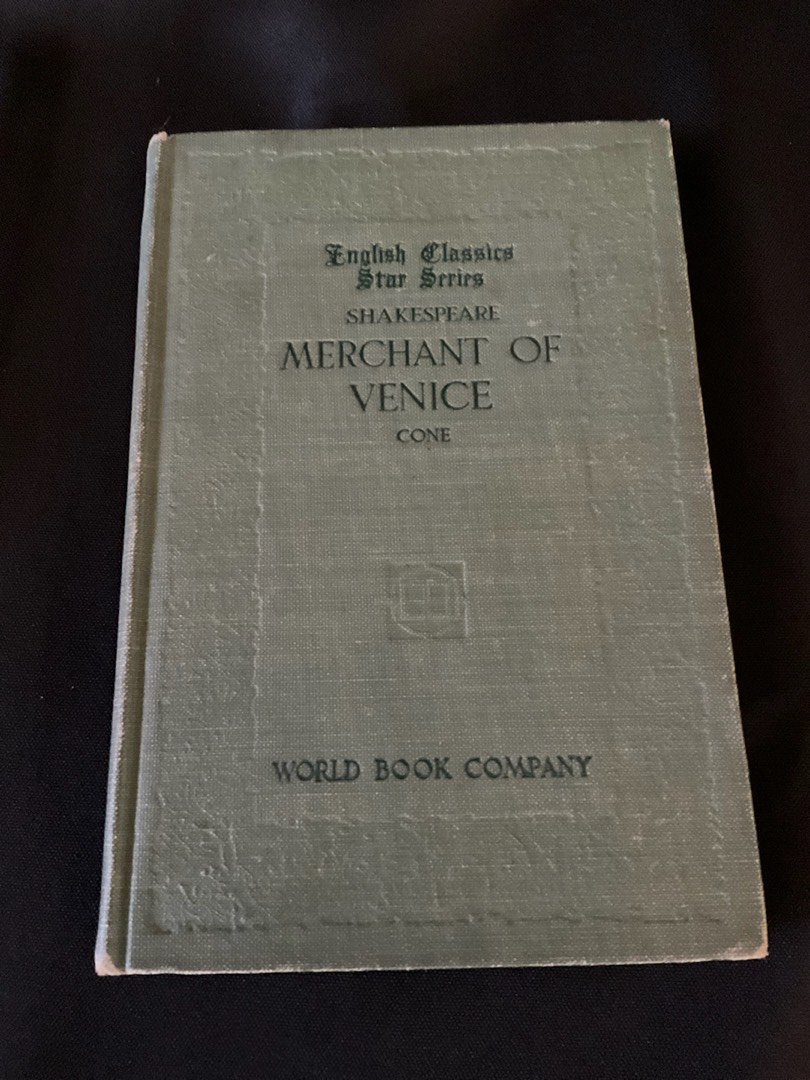 English Classics
Star Series
SHAKESPEARE
MERCHANT OF
VENICE
CONE
WORLD BOOK COMPANY